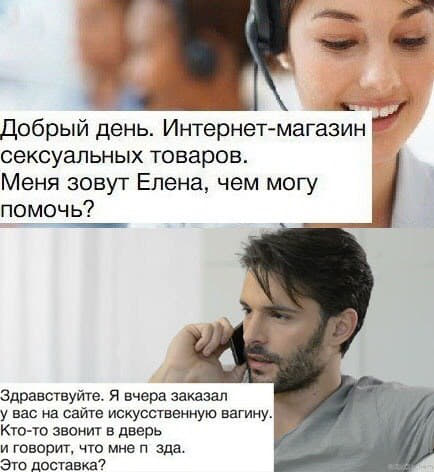 Добрый день. Интернет-магазин
сексуальных товаров.
Меня зовут Елена, чем могу
помочь?
Здравствуйте. Я вчера заказал
у вас на сайте искусственную вагину.
Кто-то звонит в дверь
и говорит, что мне п зда.
Это доставка?